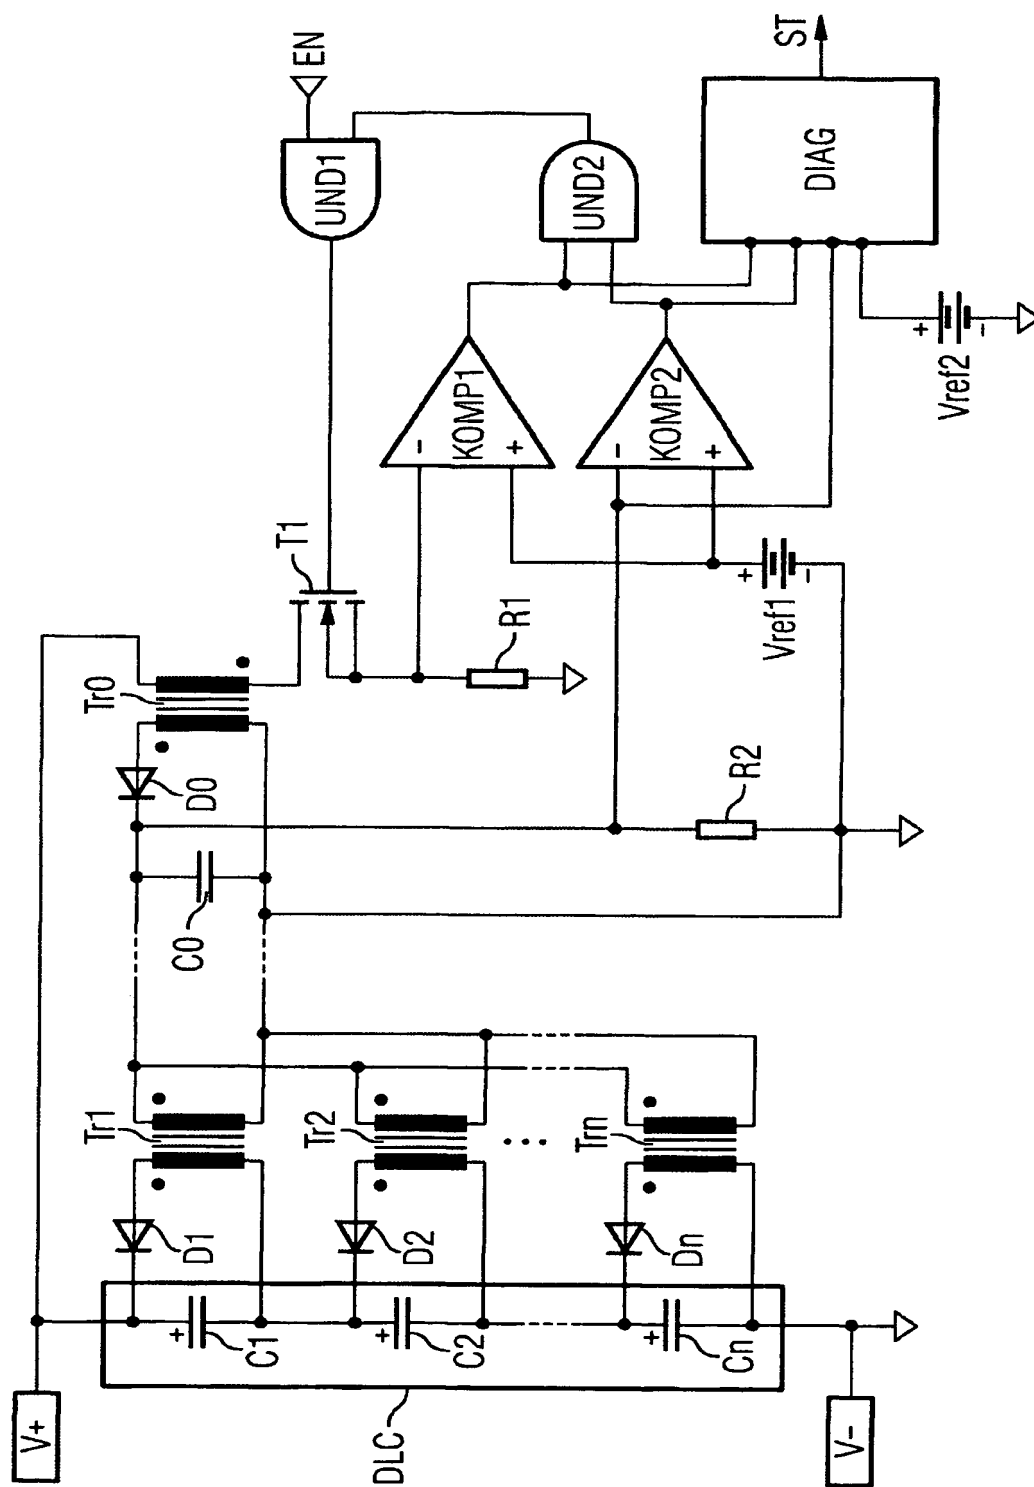 V+
DLC
V-
C1
C2
Cn
D1
D2
Dn
Tr1
Tr2
Trn
...
+
+
+
C0
D0
Tr0
T1
R1
R2
Vref1
+
-
KOMP1
-
+
KOMP2
-
+
UND1
EN
UND2
DIAG
ST
Vref2
+
-